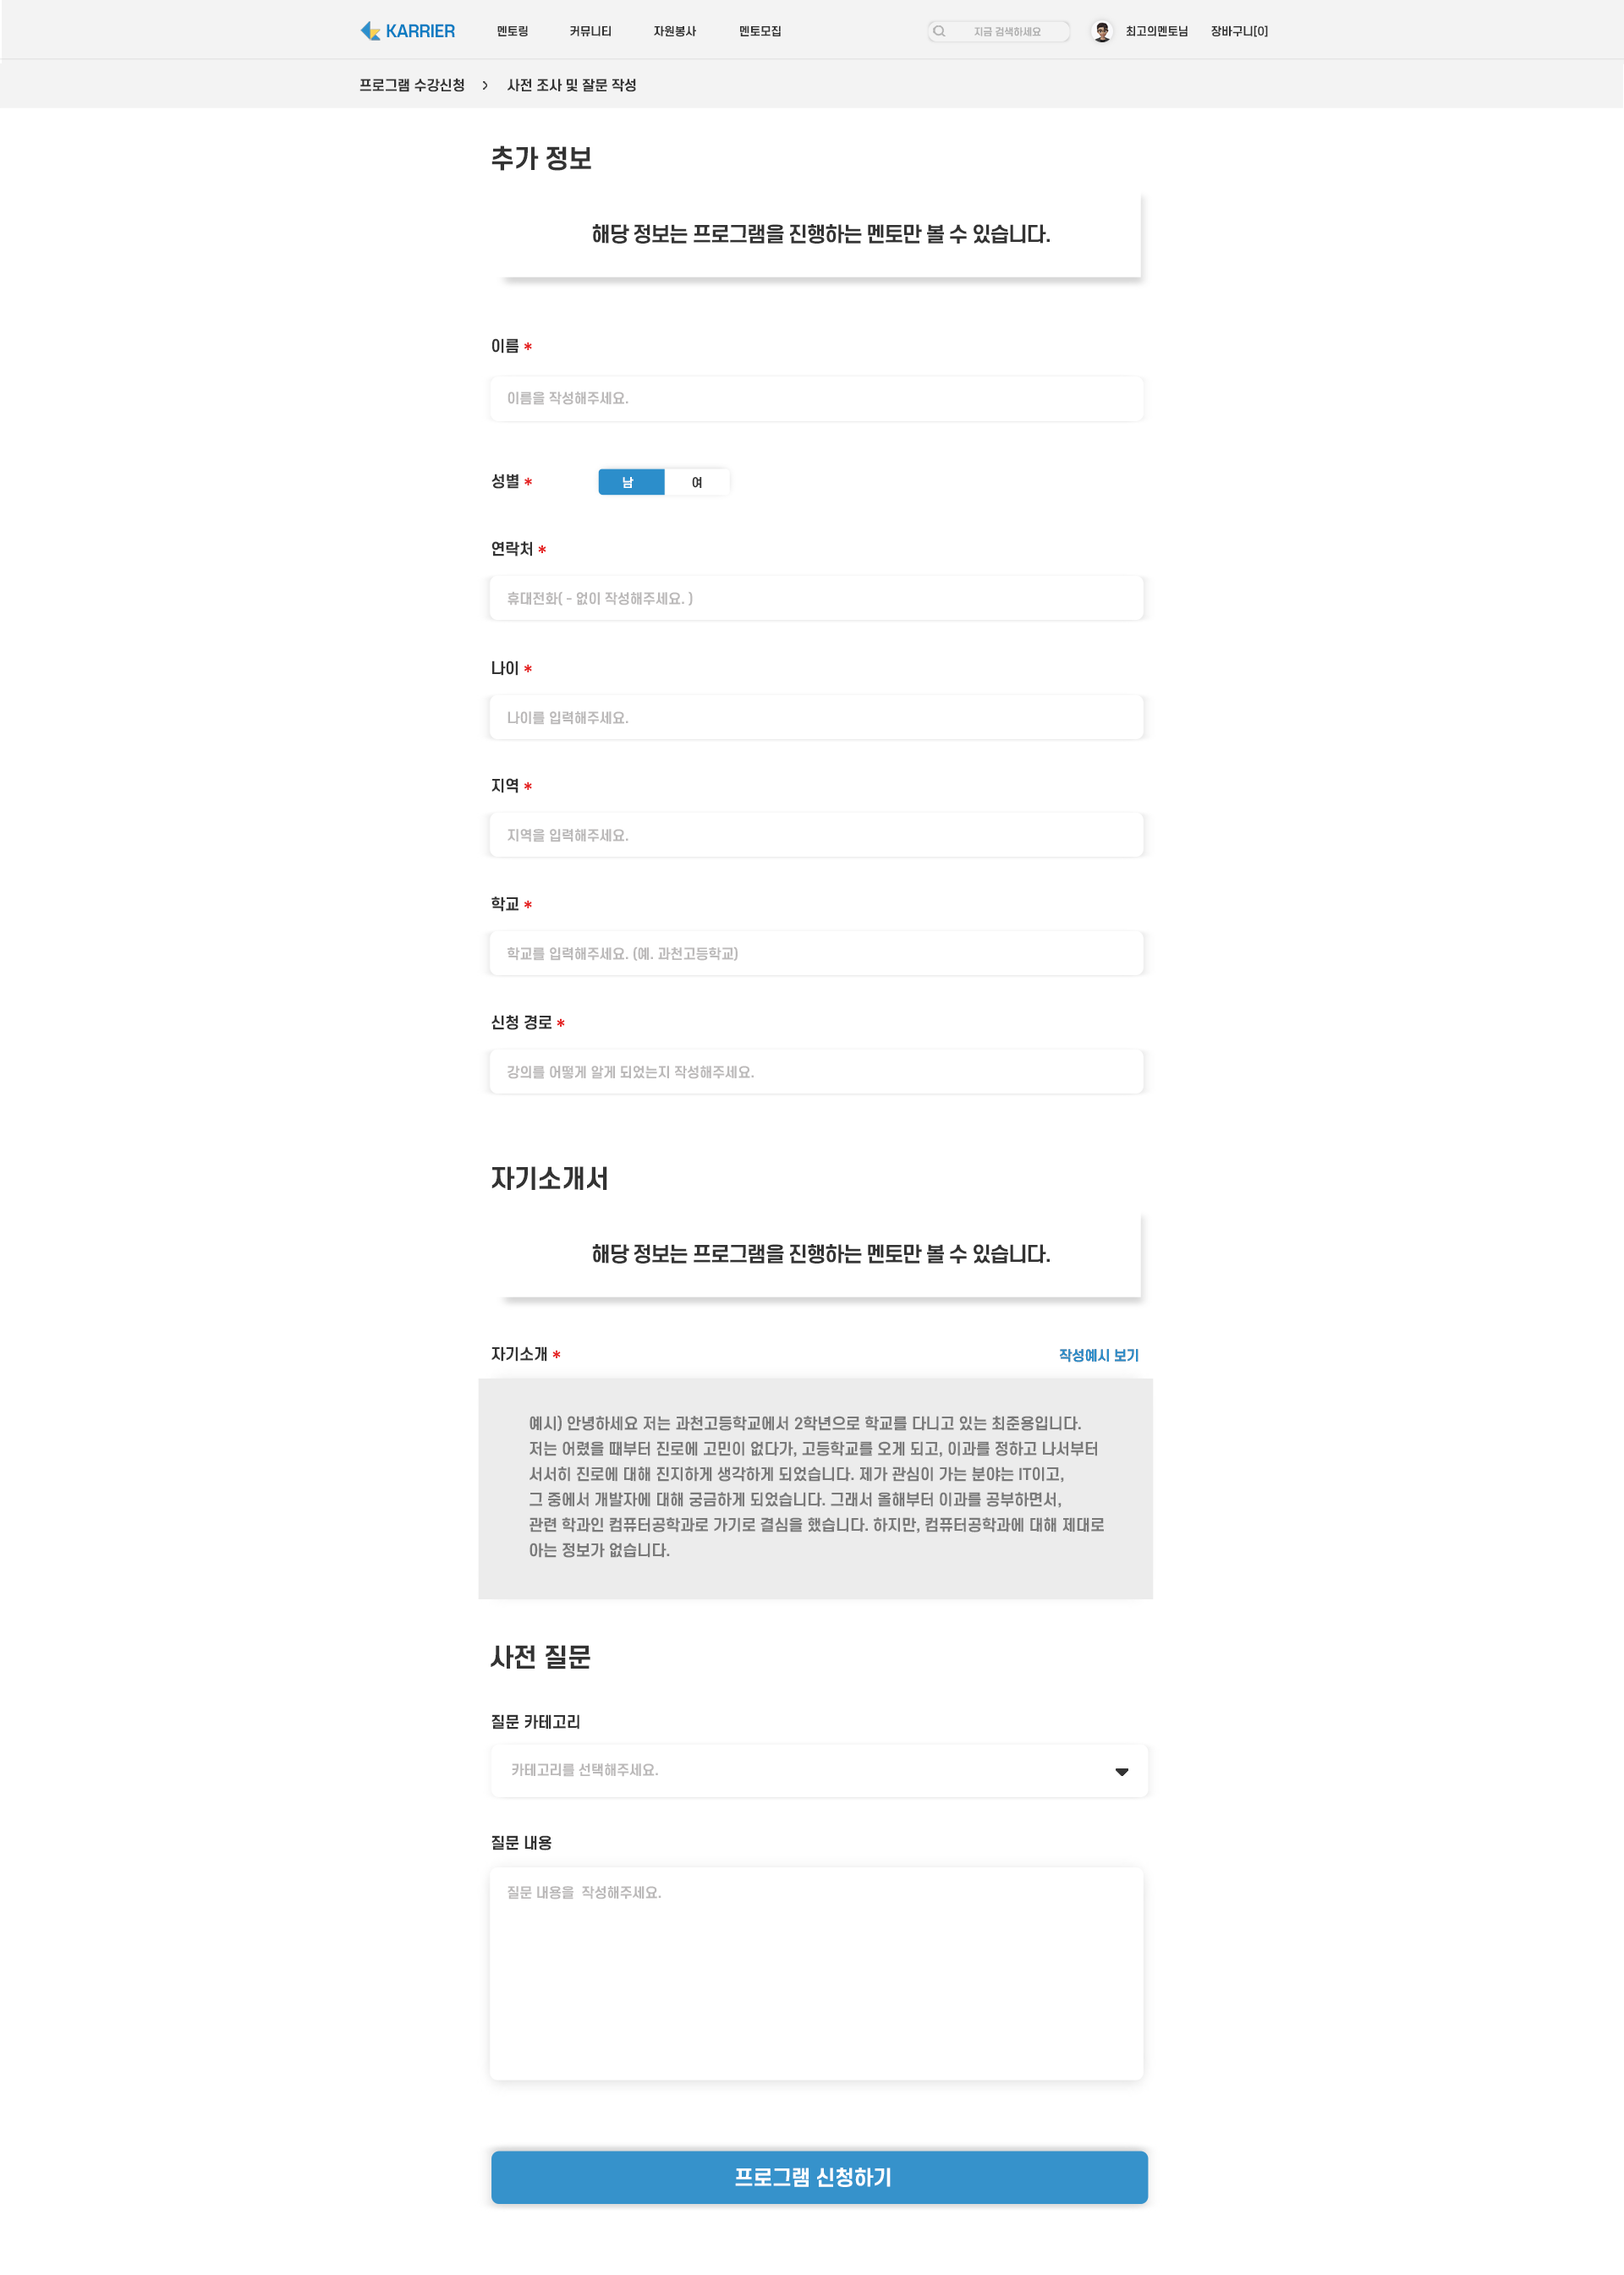 KARRIER 멘토링 커뮤니티 자원봉사 멘토모집 지금 검색하세요 최고의멘토님 장바구니[0]
프로그램 수강신청 > 사전 조사 및 잘문 작성
추가 정보
해당 정보는 프로그램을 진행하는 멘토만 볼 수 있습니다.
이름 *
이름을 작성해주세요.
성별 * 남 여
연락처 *
휴대전화( - 없이 작성해주세요. )
나이 *
나이를 입력해주세요.
지역 *
지역을 입력해주세요.
학교 *
학교를 입력해주세요. (예. 과천고등학교)
신청 경로 *
강의를 어떻게 알게 되었는지 작성해주세요.
자기소개서
해당 정보는 프로그램을 진행하는 멘토만 볼 수 있습니다.
자기소개 * 작성예시 보기
예시) 안녕하세요 저는 과천고등학교에서 2학년으로 학교를 다니고 있는 최준용입니다.
저는 어렸을 때부터 진로에 고민이 없다가, 고등학교를 오게 되고, 이과를 정하고 나서부터
서서히 진로에 대해 진지하게 생각하게 되었습니다. 제가 관심이 가는 분야는 IT이고,
그 중에서 개발자에 대해 궁금하게 되었습니다. 그래서 올해부터 이과를 공부하면서,
관련 학과인 컴퓨터공학과로 가기로 결심을 했습니다. 하지만, 컴퓨터공학과에 대해 제대로
아는 정보가 없습니다.
사전 질문
질문 카테고리
카테고리를 선택해주세요.
질문 내용
질문 내용을 작성해주세요.
프로그램 신청하기